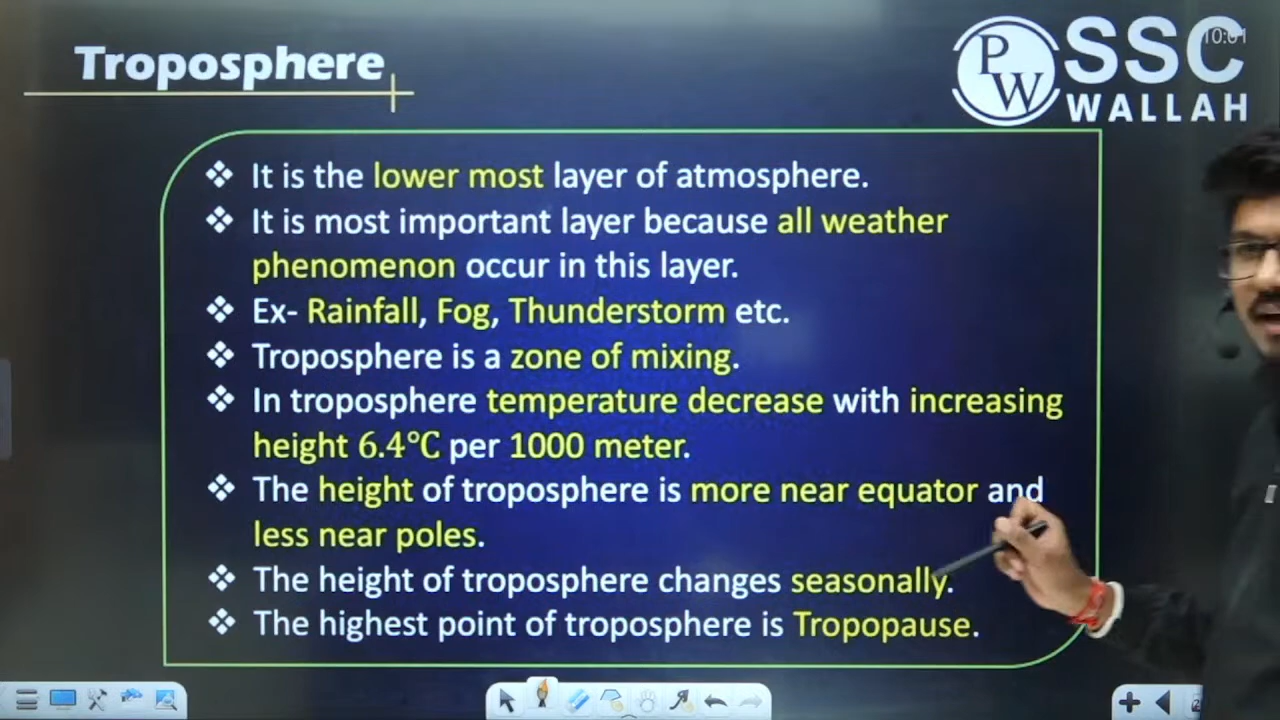 Troposphere
PW
SSC
WALLAH
10:01
❖ It is the lower most layer of atmosphere.
❖ It is most important layer because all weather
phenomenon occur in this layer.
❖ Ex- Rainfall, Fog, Thunderstorm etc.
❖ Troposphere is a zone of mixing.
❖ In troposphere temperature decrease with increasing
height 6.4°C per 1000 meter.
❖ The height of troposphere is more near equator and
less near poles.
❖ The height of troposphere changes seasonally.
❖ The highest point of troposphere is Tropopause.